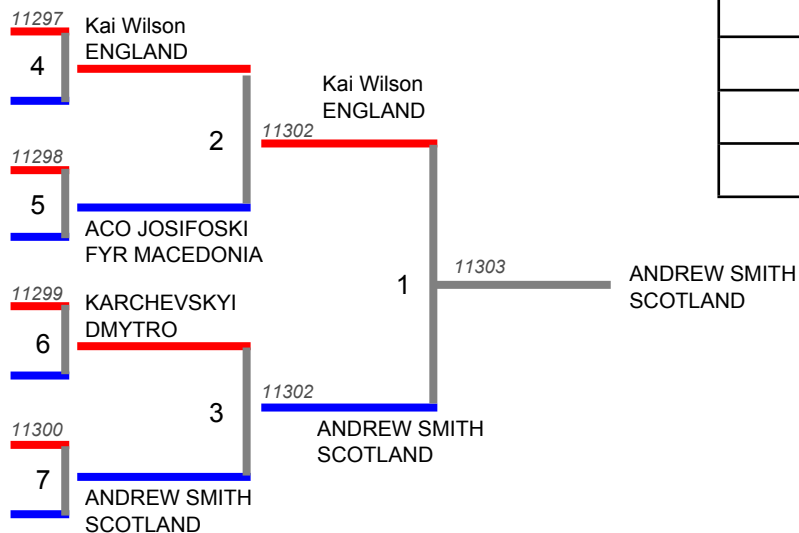 11297
Kai Wilson
ENGLAND
4
Kai Wilson
ENGLAND
11302
2
11298
5
ACO JOSIFOSKI
FYR MACEDONIA
11303
ANDREW SMITH
SCOTLAND
1
11299
KARCHEVSKYI
DMYTRO
6
11302
3
ANDREW SMITH
SCOTLAND
11300
7
ANDREW SMITH
SCOTLAND